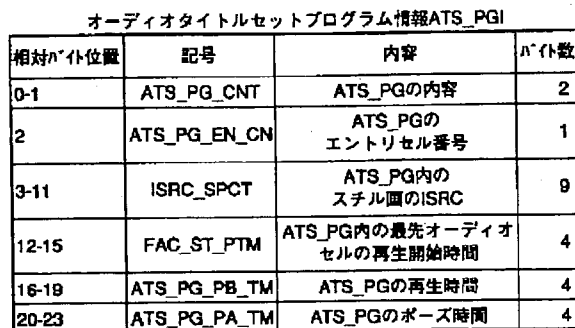 オーディオタイトルセットプログラム情報ATS_PGI
相対ﾊﾞｲﾄ位置 記号 内容 ﾊﾞｲﾄ数
0-1 ATS_PG_CNT ATS_PGの内容 2
2 ATS_PG_EN_CN ATS_PGの
エントリセル番号 1
3-11 ISRC_SPCT ATS_PG内の
スチル画のISRC 9
12-15 FAC_ST_PTM ATS_PG内の最先オーディオ
セルの再生開始時間 4
16-19 ATS_PG_PB_TM ATS_PGの再生時間 4
20-23 ATS_PG_PA_TM ATS_PGのポーズ時間 4